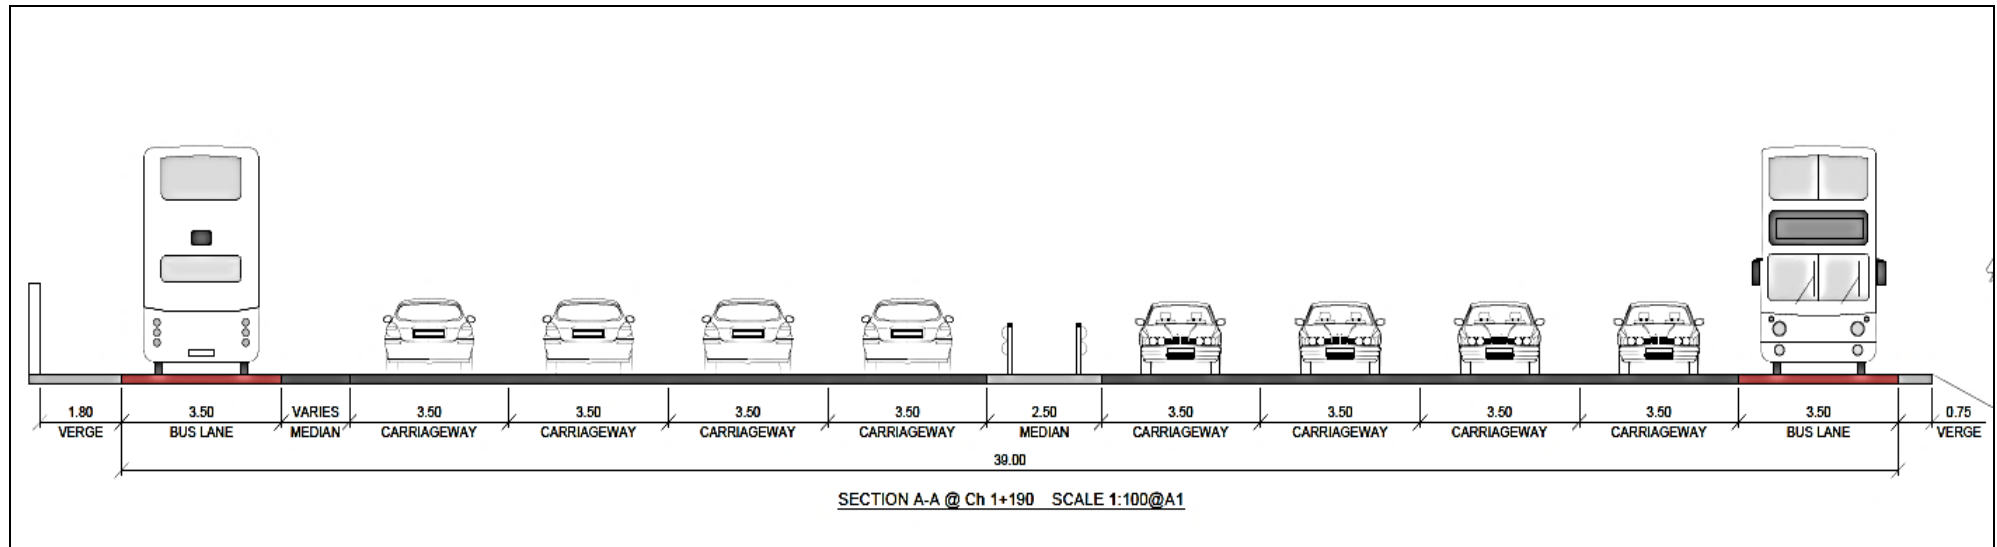 1.80 3.50 VARIES 3.50 3.50 3.50 3.50 2.50 3.50 3.50 3.50 3.50 3.50 0.75
VERGE BUS LANE MEDIAN CARRIAGEWAY CARRIAGEWAY CARRIAGEWAY CARRIAGEWAY MEDIAN CARRIAGEWAY CARRIAGEWAY CARRIAGEWAY CARRIAGEWAY BUS LANE VERGE
39.00
SECTION A-A @ Ch 1+190 SCALE 1:100@A1